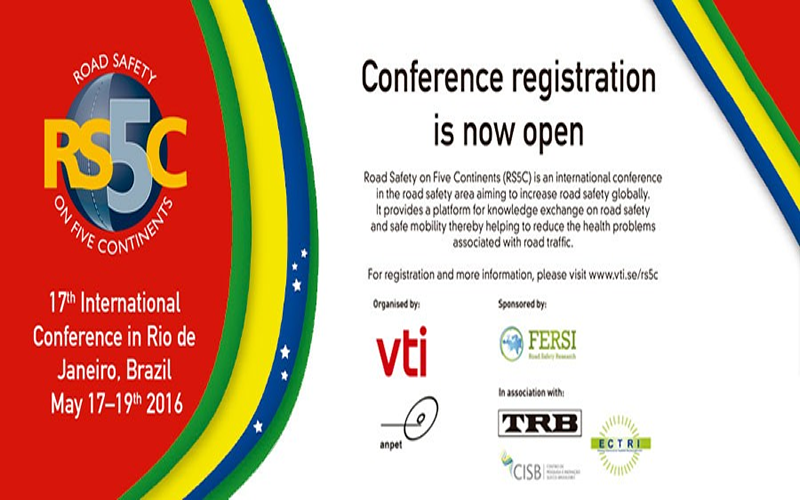 ROAD SAFETY
RS5C
ON FIVE CONTINENTS
17th International
Conference in Rio de
Janeiro, Brazil
May 17–19th 2016
Conference registration
is now open
Road Safety on Five Continents (RS5C) is an international conference
in the road safety area aiming to increase road safety globally.
It provides a platform for knowledge exchange on road safety
and safe mobility thereby helping to reduce the health problems
associated with road traffic.
For registration and more information, please visit www.vti.se/rs5c
Organised by:
vti
anpet
Sponsored by:
FERSI
Road Safety Research
In association with:
TRB
ECTRI
CISB